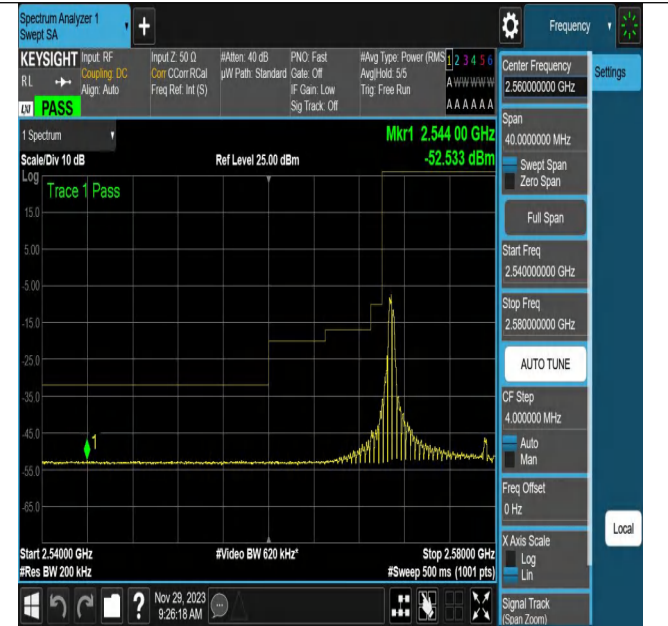 Spectrum Analyzer 1
Swept SA
+
Frequency
KEYSIGHT
RL
LXI PASS
Input: RF
Coupling: DC
Align: Auto
Input Z: 50 Ω
Corr CCorr RCal
Freq Ref: Int (S)
#Atten: 40 dB
µW Path: Standard
PNO: Fast
Gate: Off
IF Gain: Low
Sig Track: Off
#Avg Type: Power (RMS
Avg|Hold: 5/5
Trig: Free Run
1 2 3 4 5 6
A W W W W W
A A A A A A
1 Spectrum
Mkr1 2.544 00 GHz
Scale/Div 10 dB
Ref Level 25.00 dBm
-52.533 dBm
Log
Trace 1 Pass
15.0
5.00
-5.00
-15.0
-25.0
-35.0
-45.0
1
-55.0
-65.0
Start 2.54000 GHz
#Video BW 620 kHz*
Stop 2.58000 GHz
#Res BW 200 kHz
#Sweep 500 ms (1001 pts)
Center Frequency
2.560000000 GHz
Settings
Span
40.0000000 MHz
Swept Span
Zero Span
Full Span
Start Freq
2.540000000 GHz
Stop Freq
2.580000000 GHz
AUTO TUNE
CF Step
4.000000 MHz
Auto
Man
Freq Offset
0 Hz
X Axis Scale
Log
Lin
Local
Signal Track
(Span Zoom)
?
Nov 29, 2023
9:26:18 AM